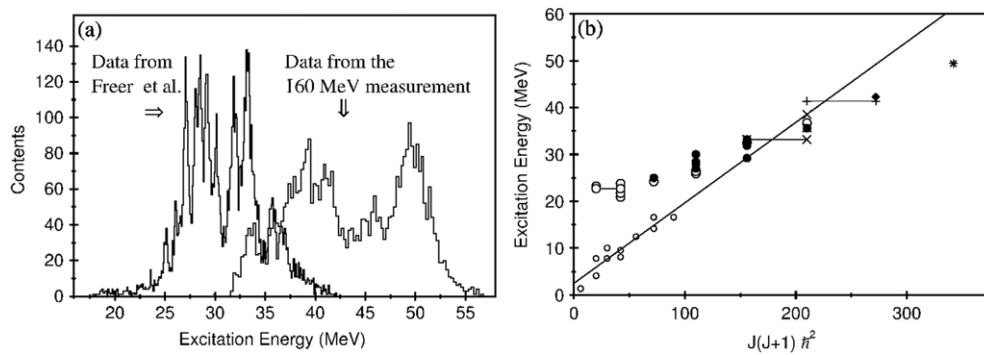 (a)
Data from
Freer et al.
⇒
Data from the
I60 MeV measurement
⇓
Contents
140
120
100
80
60
40
20
0
20 25 30 35 40 45 50 55
Excitation Energy (MeV)
(b)
Excitation Energy (MeV)
60
50
40
30
20
10
0
0 100 200 300
J(J+1) ℏ²